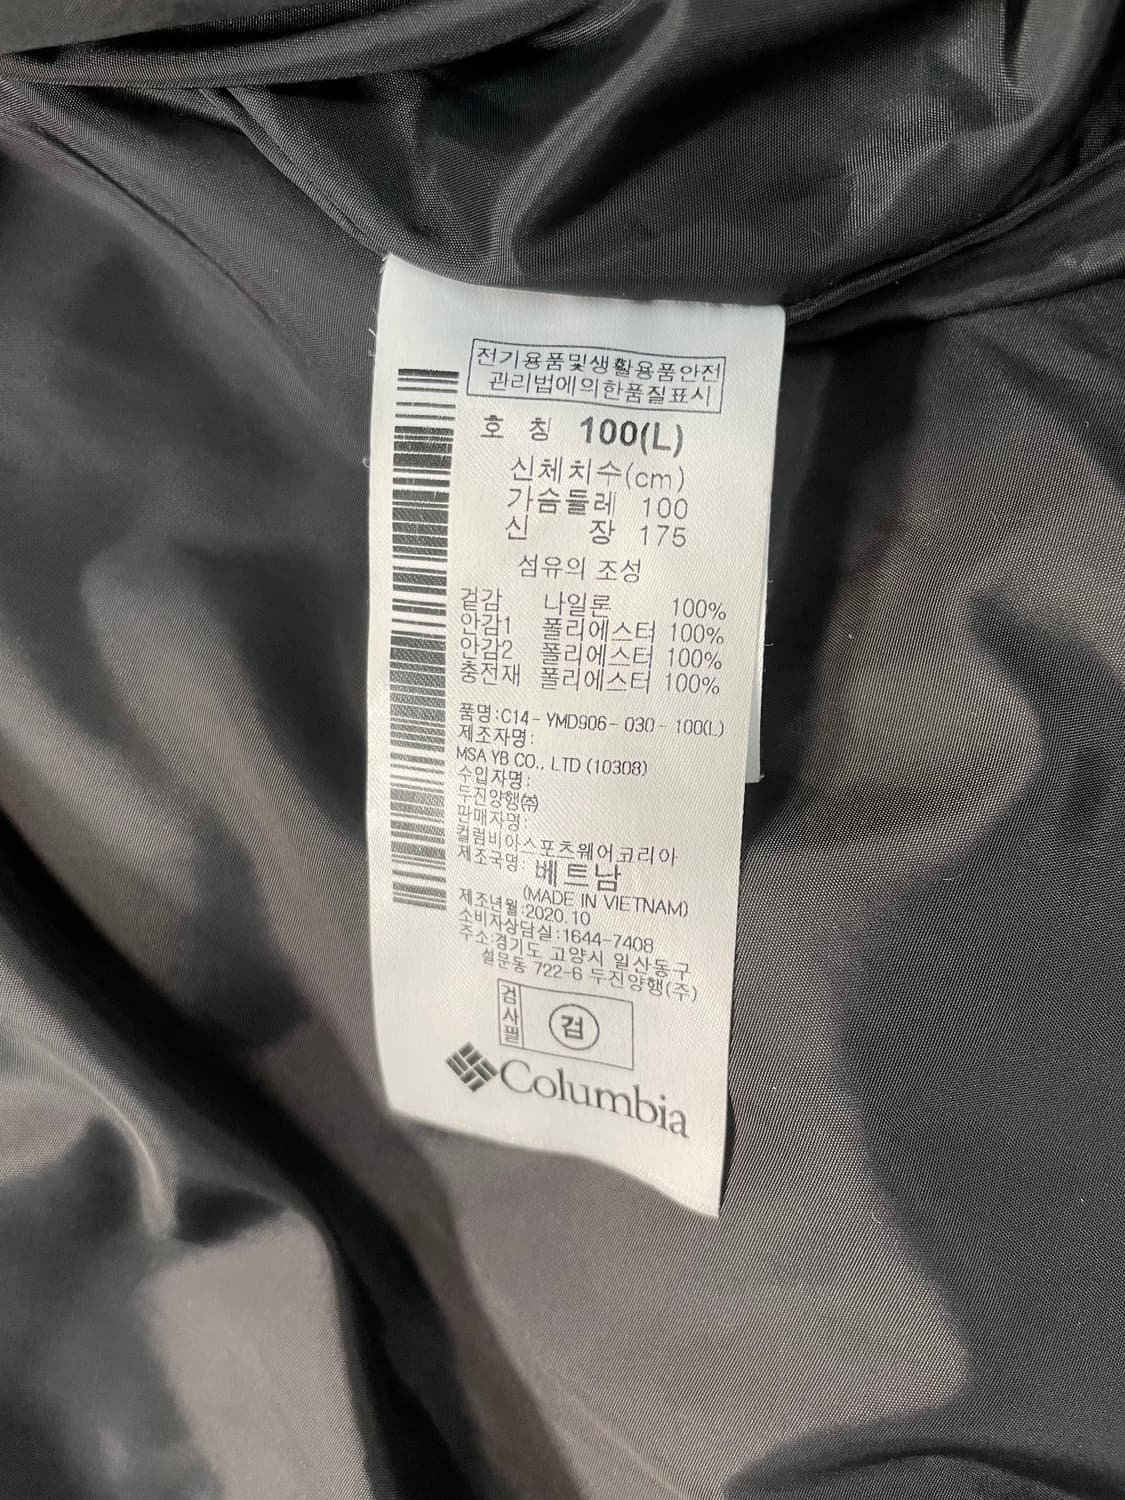 전기용품및생활용품안전
관리법에의한품질표시
호 칭 100(L)
신체치수(cm)
가슴둘레 100
신 장 175
섬유의 조성
겉감 나일론 100%
안감1 폴리에스터 100%
안감2 폴리에스터 100%
충전재 폴리에스터 100%
품명:C14-YMD906-030-100(L)
제조자명:
MSA YB CO., LTD (10308)
수입자명:
두진양행㈜
판매자명:
컬럼비아스포츠웨어코리아
제조국명: 베트남
(MADE IN VIETNAM)
제조년월:2020.10
소비자상담실:1644-7408
주소:경기도 고양시 일산동구
설문동 722-6 두진양행(주)
검사필
검
Columbia